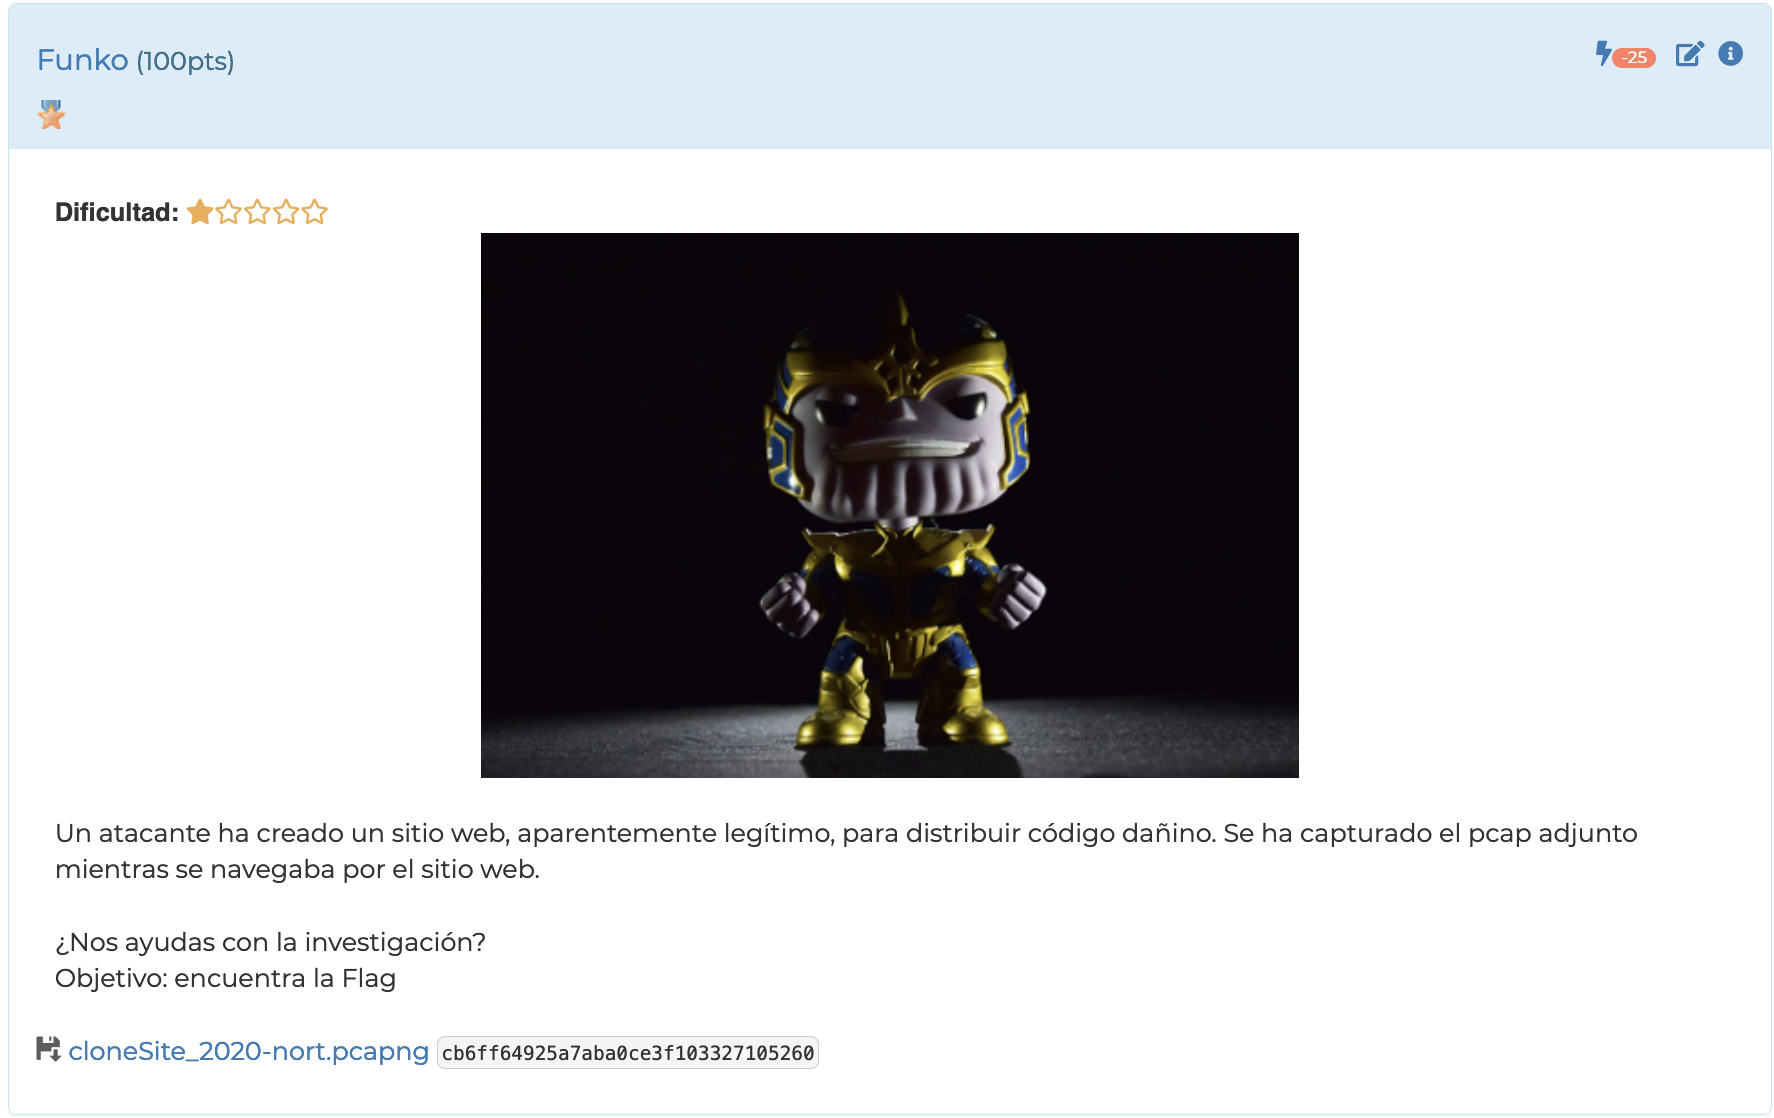 Funko (100pts)
-25
Dificultad:
Un atacante ha creado un sitio web, aparentemente legítimo, para distribuir código dañino. Se ha capturado el pcap adjunto
mientras se navegaba por el sitio web.
¿Nos ayudas con la investigación?
Objetivo: encuentra la Flag
cloneSite_2020-nort.pcapng cb6ff64925a7aba0ce3f103327105260